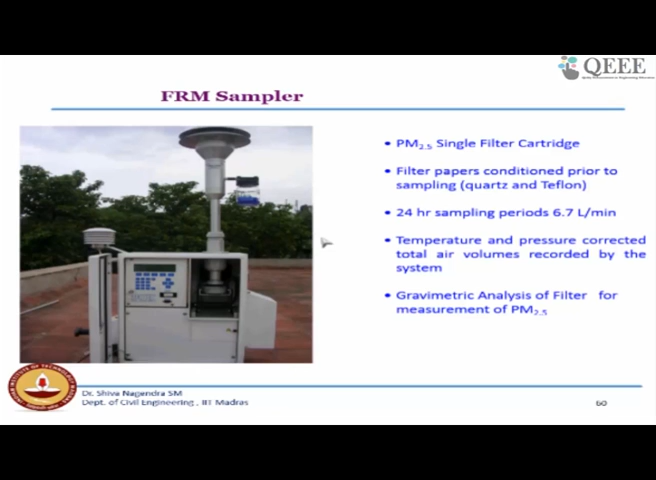 QEEE
FRM Sampler
• PM2.5 Single Filter Cartridge
• Filter papers conditioned prior to
sampling (quartz and Teflon)
• 24 hr sampling periods 6.7 L/min
• Temperature and pressure corrected
total air volumes recorded by the
system
• Gravimetric Analysis of Filter for
measurement of PM2.5
Dr. Shiva Nagendra SM
Dept. of Civil Engineering , IIT Madras
60